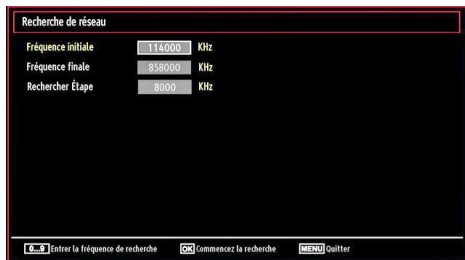 Recherche de réseau
Fréquence initiale 114000 KHz
Fréquence finale 858000 KHz
Rechercher Étape 8000 KHz
0...9 Entrer la fréquence de recherche OK Commencez la recherche MENU Quitter